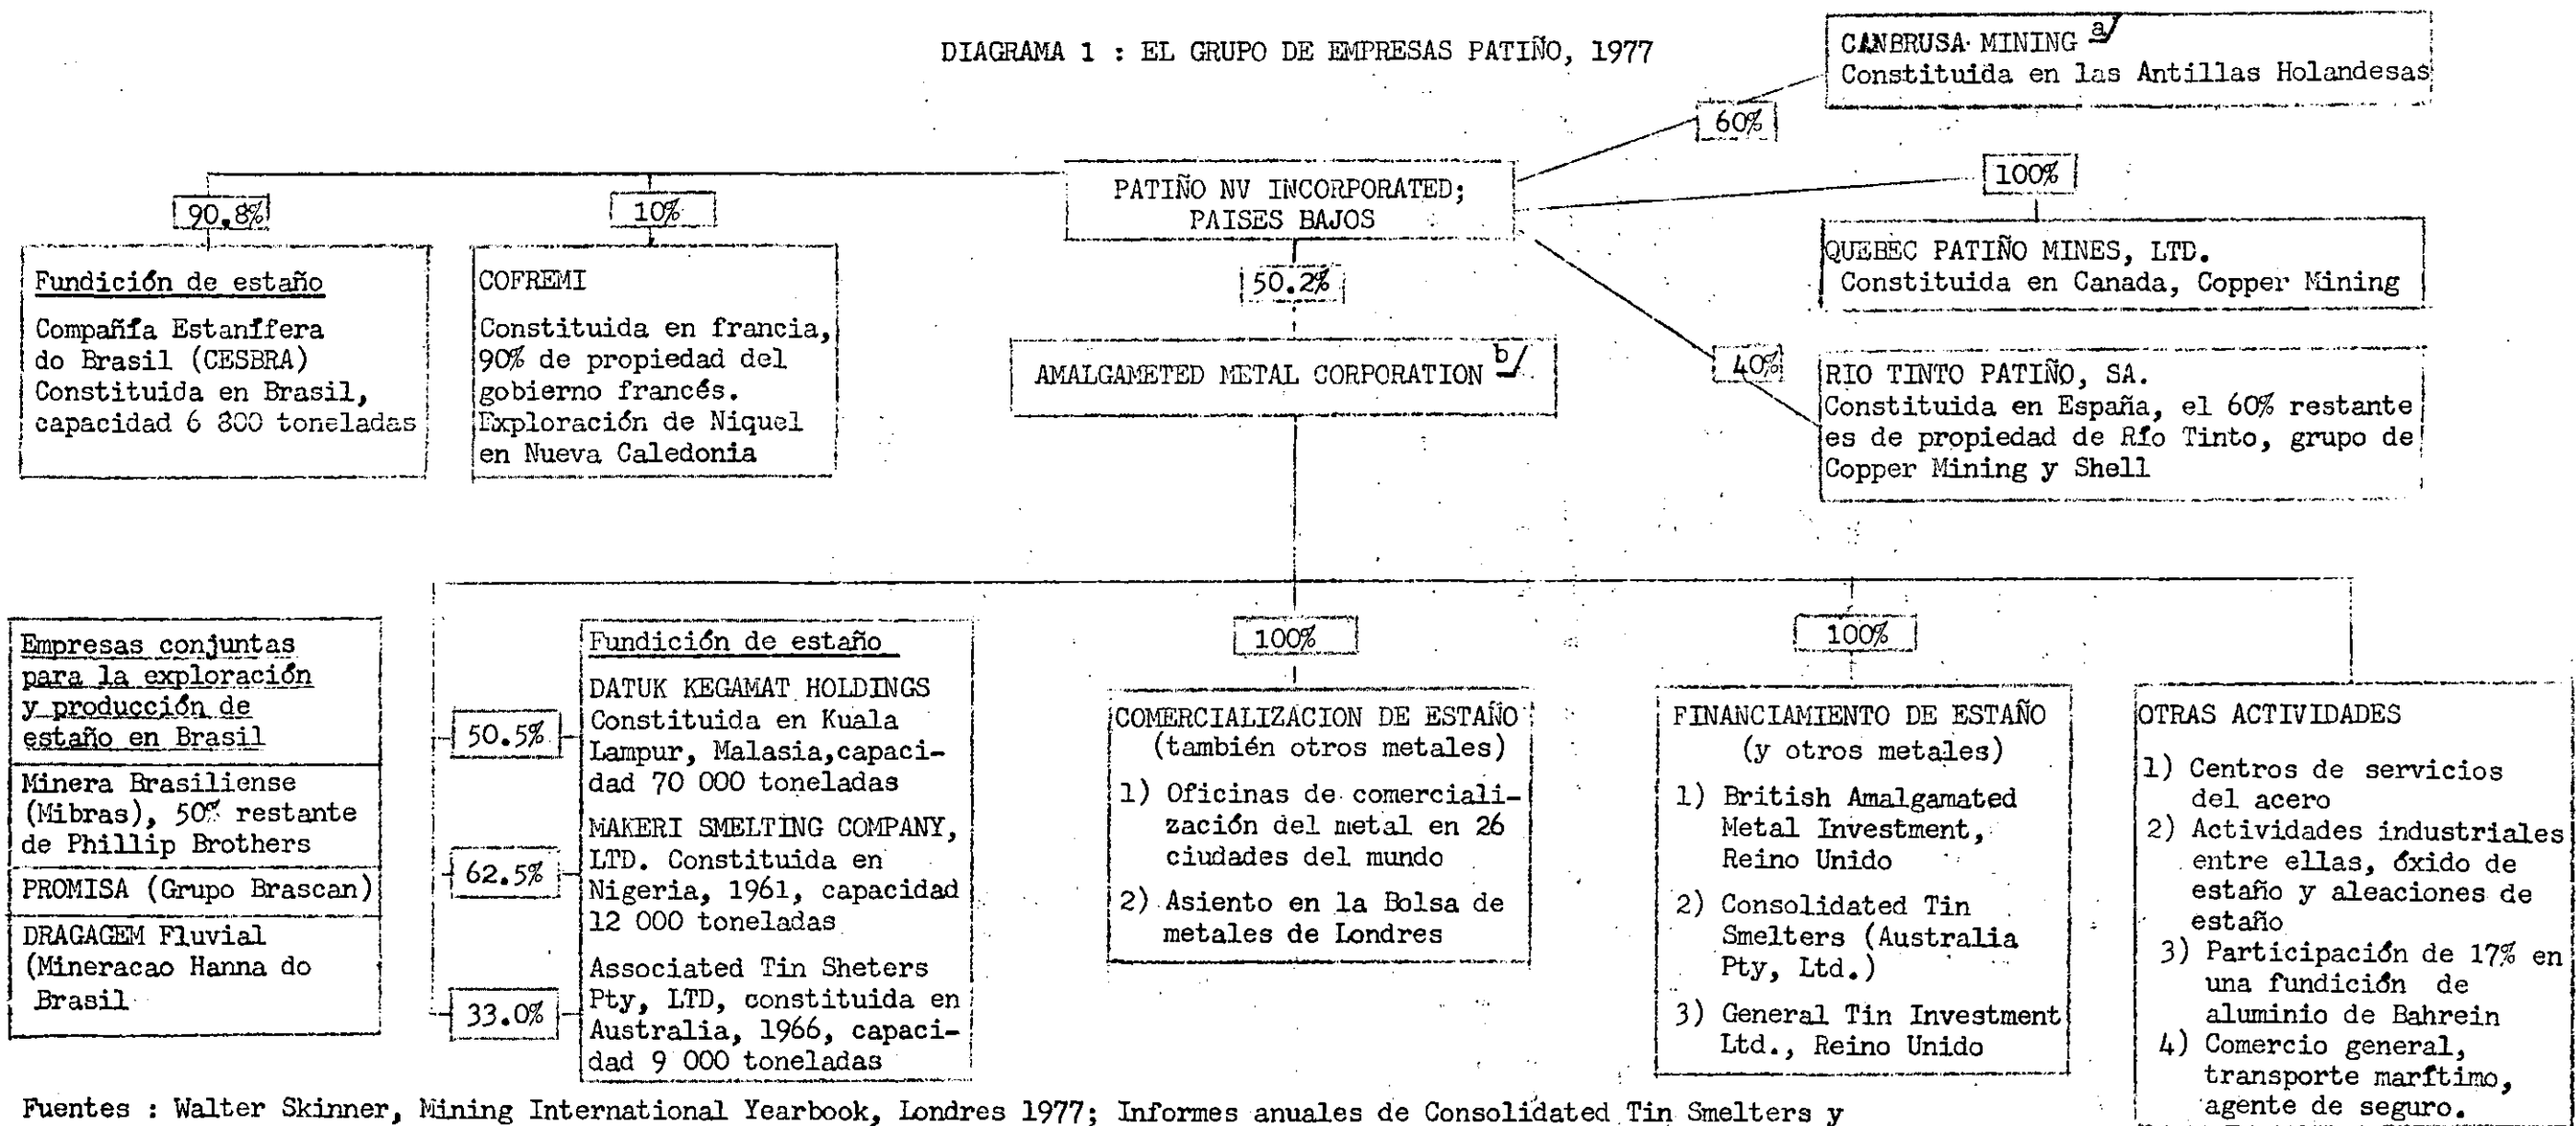 DIAGRAMA 1 : EL GRUPO DE EMPRESAS PATIÑO, 1977
CANBRUSA MINING a/
Constituida en las Antillas Holandesas
60%
PATIÑO NV INCORPORATED;
PAISES BAJOS
100%
QUEBEC PATIÑO MINES, LTD.
Constituida en Canada, Copper Mining
40%
RIO TINTO PATIÑO, SA.
Constituida en España, el 60% restante
es de propiedad de Río Tinto, grupo de
Copper Mining y Shell
90.8%
Fundición de estaño
Compañía Estanífera
do Brasil (CESBRA)
Constituida en Brasil,
capacidad 6 800 toneladas
10%
COFREMI
Constituida en francia,
90% de propiedad del
gobierno francés.
Exploración de Niquel
en Nueva Caledonia
50.2%
AMALGAMETED METAL CORPORATION b/
Empresas conjuntas
para la exploración
y producción de
estaño en Brasil
Minera Brasiliense
(Mibras), 50% restante
de Phillip Brothers
PROMISA (Grupo Brascan)
DRAGAGEM Fluvial
(Mineracao Hanna do
Brasil
Fundición de estaño
50.5%
DATUK KEGAMAT HOLDINGS
Constituida en Kuala
Lampur, Malasia,capaci-
dad 70 000 toneladas
62.5%
MAKERI SMELTING COMPANY,
LTD. Constituida en
Nigeria, 1961, capacidad
12 000 toneladas
33.0%
Associated Tin Sheters
Pty, LTD, constituida en
Australia, 1966, capaci-
dad 9 000 toneladas
100%
COMERCIALIZACION DE ESTAÑO
(también otros metales)
1) Oficinas de comerciali-
zación del metal en 26
ciudades del mundo
2) Asiento en la Bolsa de
metales de Londres
100%
FINANCIAMIENTO DE ESTAÑO
(y otros metales)
1) British Amalgamated
Metal Investment,
Reino Unido
2) Consolidated Tin
Smelters (Australia
Pty, Ltd.)
3) General Tin Investment
Ltd., Reino Unido
OTRAS ACTIVIDADES
1) Centros de servicios
del acero
2) Actividades industriales
entre ellas, óxido de
estaño y aleaciones de
estaño
3) Participación de 17% en
una fundición de
aluminio de Bahrein
4) Comercio general,
transporte marítimo,
agente de seguro.
Fuentes : Walter Skinner, Mining International Yearbook, Londres 1977; Informes anuales de Consolidated Tin Smelters y